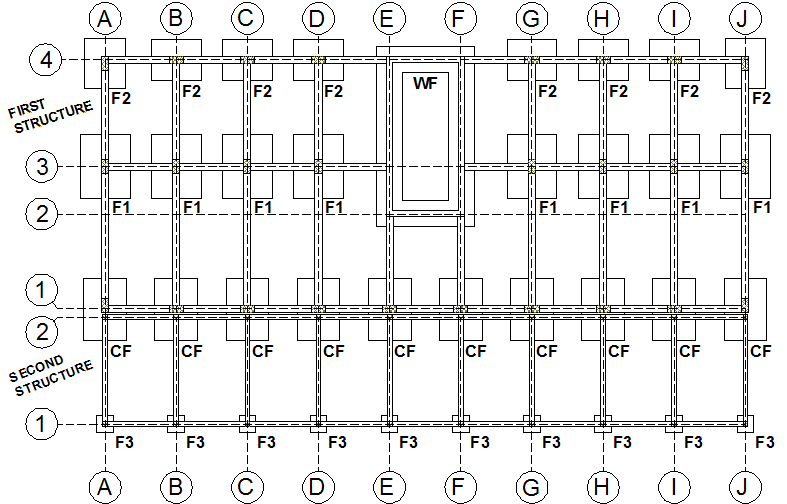 A B C D E F G H I J
4
WF
F2 F2 F2 F2 F2 F2 F2 F2
FIRST
STRUCTURE
3
F1 F1 F1 F1 F1 F1 F1 F1
2
1
2
CF CF CF CF CF CF CF CF CF CF
SECOND
STRUCTURE
1
F3 F3 F3 F3 F3 F3 F3 F3 F3 F3
A B C D E F G H I J